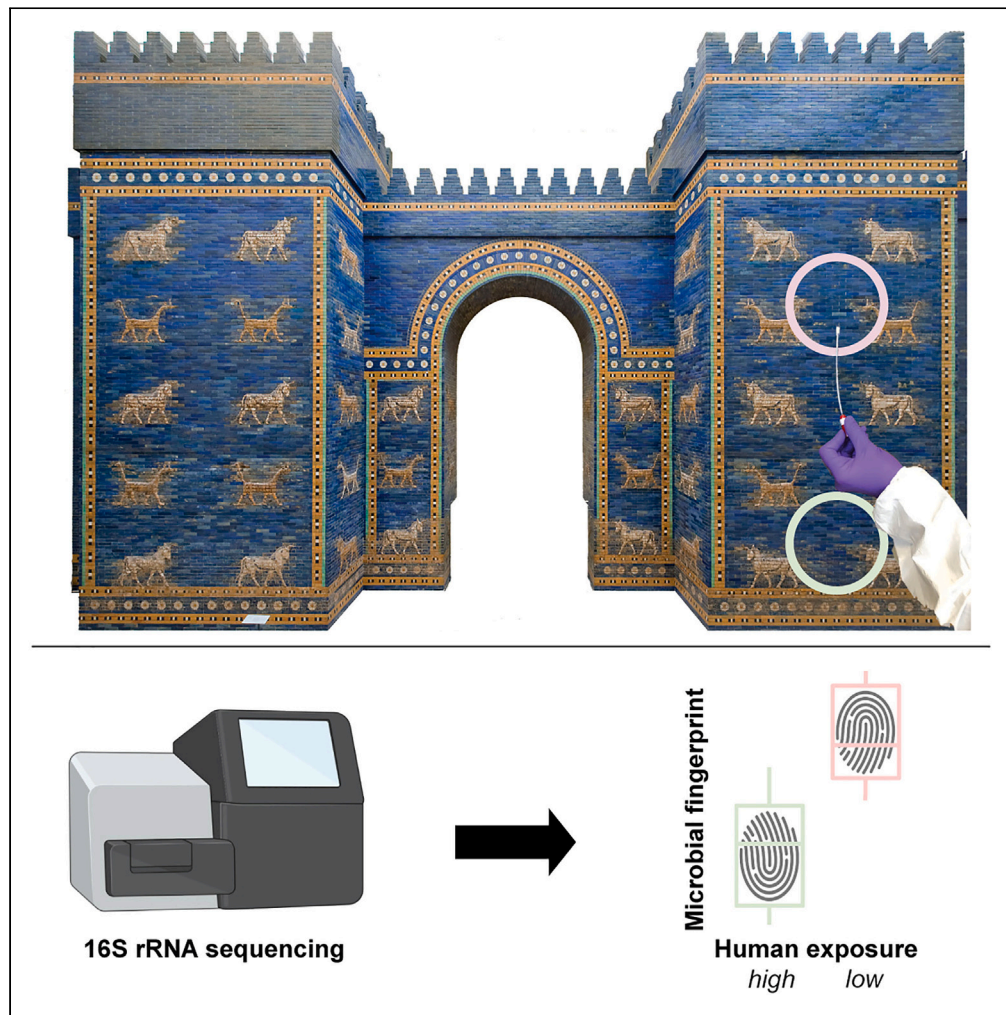 16S rRNA sequencing
Microbial fingerprint
Human exposure
high low